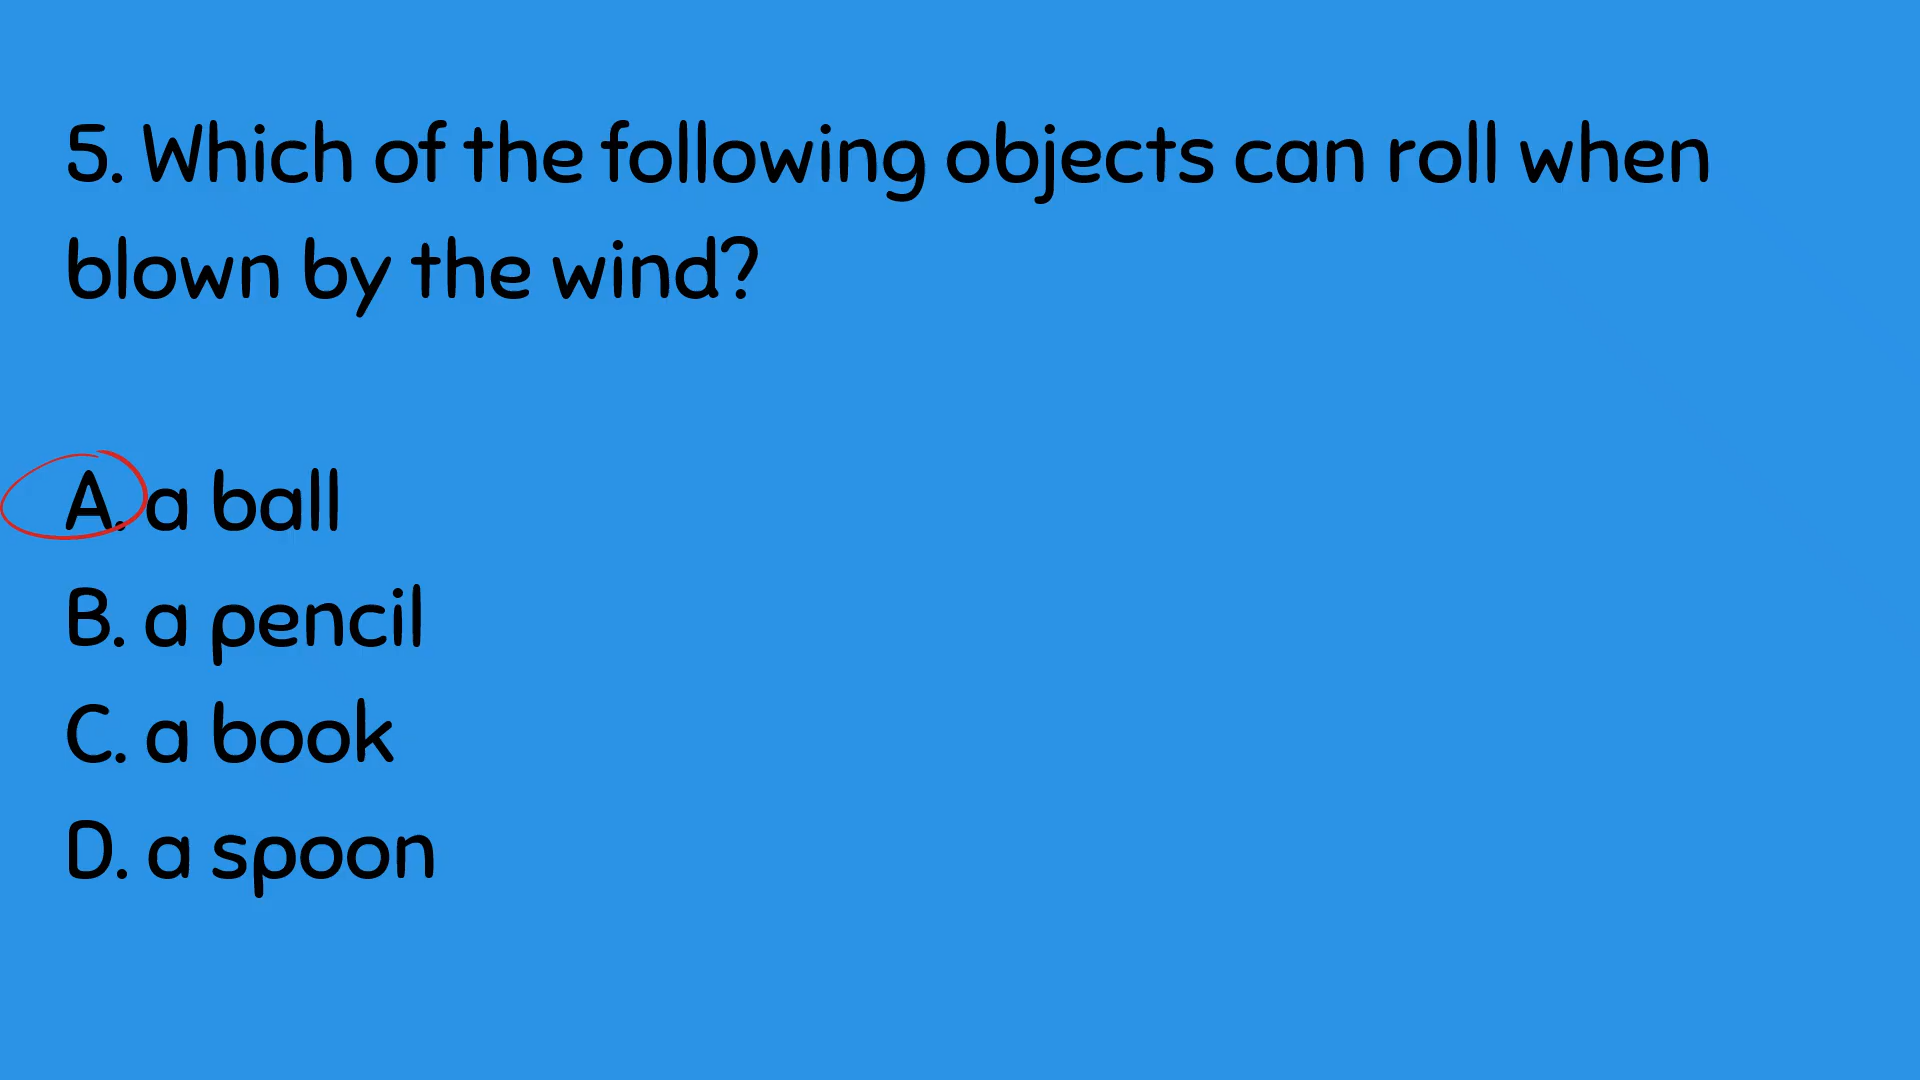 5. Which of the following objects can roll when
blown by the wind?
A. a ball
B. a pencil
C. a book
D. a spoon